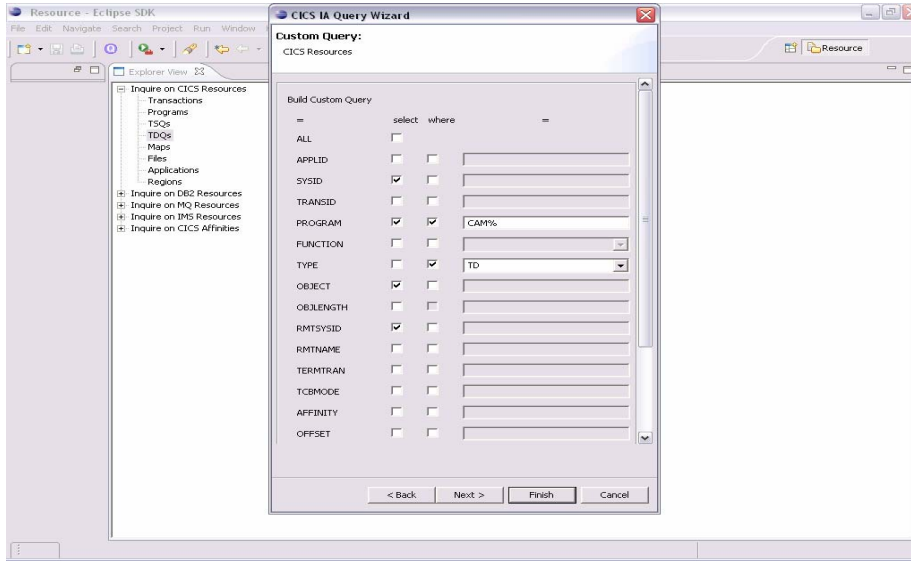 Resource - Eclipse SDK
File Edit Navigate Search Project Run Window
Resource
Explorer View
Inquire on CICS Resources
Transactions
Programs
TSQs
TDQs
Maps
Files
Applications
Regions
Inquire on DB2 Resources
Inquire on MQ Resources
Inquire on IMS Resources
Inquire on CICS Affinities
CICS IA Query Wizard
Custom Query:
CICS Resources
Build Custom Query
= select where =
ALL
APPLID
SYSID
TRANSID
PROGRAM CAM%
FUNCTION
TYPE TD
OBJECT
OBJLENGTH
RMTSYSID
RMTNAME
TERMTRAN
TCBMODE
AFFINITY
OFFSET
< Back Next > Finish Cancel